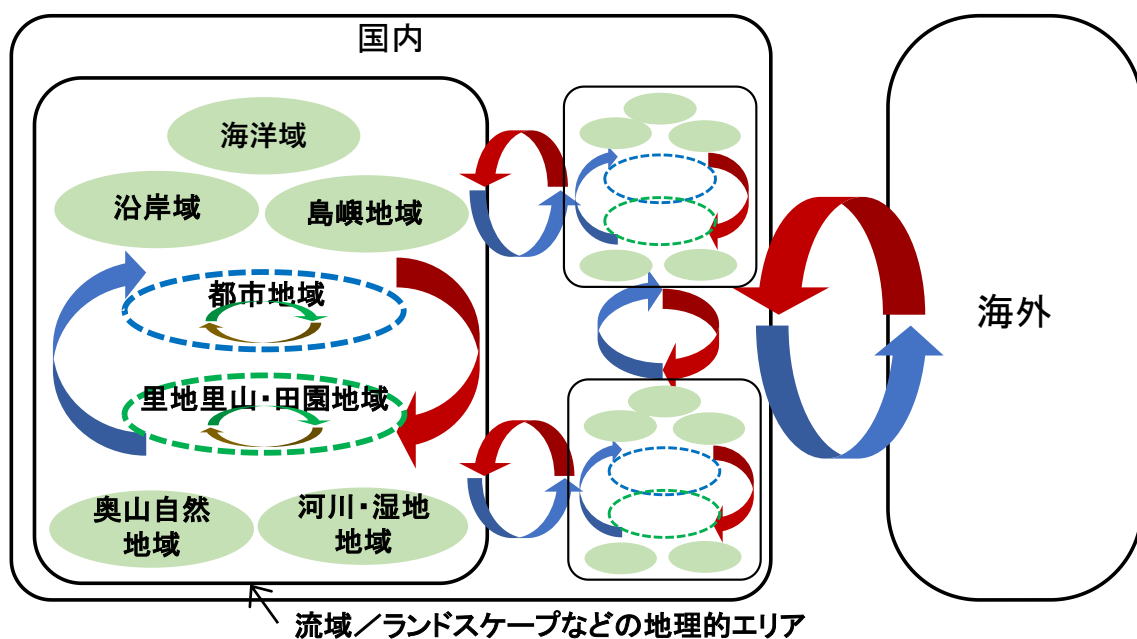 国内
海洋域
沿岸域
島嶼地域
都市地域
里地里山・田園地域
奥山自然
地域
河川・湿地
地域
海外
流域／ランドスケープなどの地理的エリア